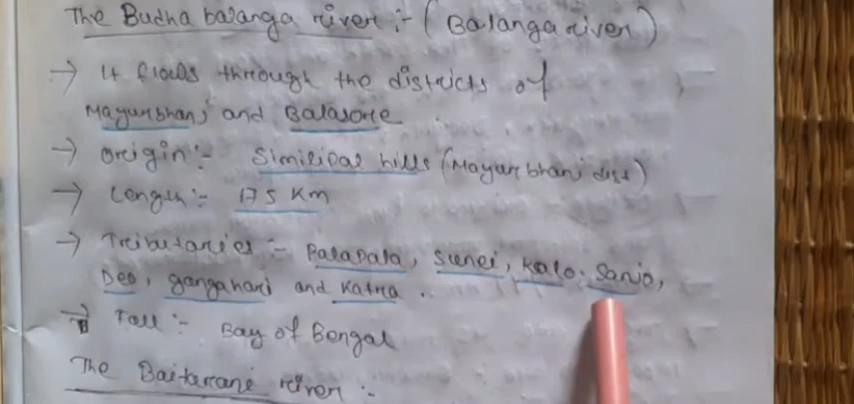 The Budha balanga river :- (Balanga river)
→ It flows through the districts of
Mayurbhanj and Balasore
→ Origin :- Similipal hills (Mayurbhanj dist)
→ Length :- 175 Km
→ Tributaries :- Palapala, Sunei, Kalo, Sanjo,
Deo, gangahari and Katra .
→ Fall :- Bay of Bengal
The Baitarani river :-